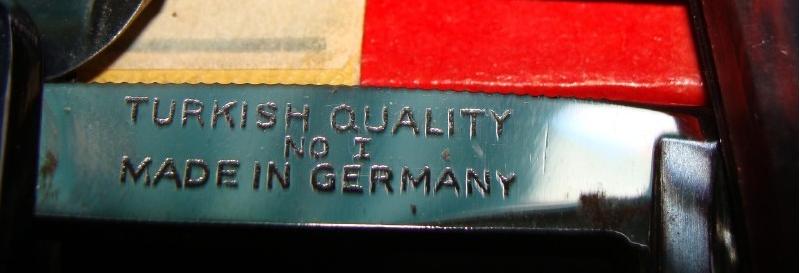 TURKISH QUALITY
NO I
MADE IN GERMANY